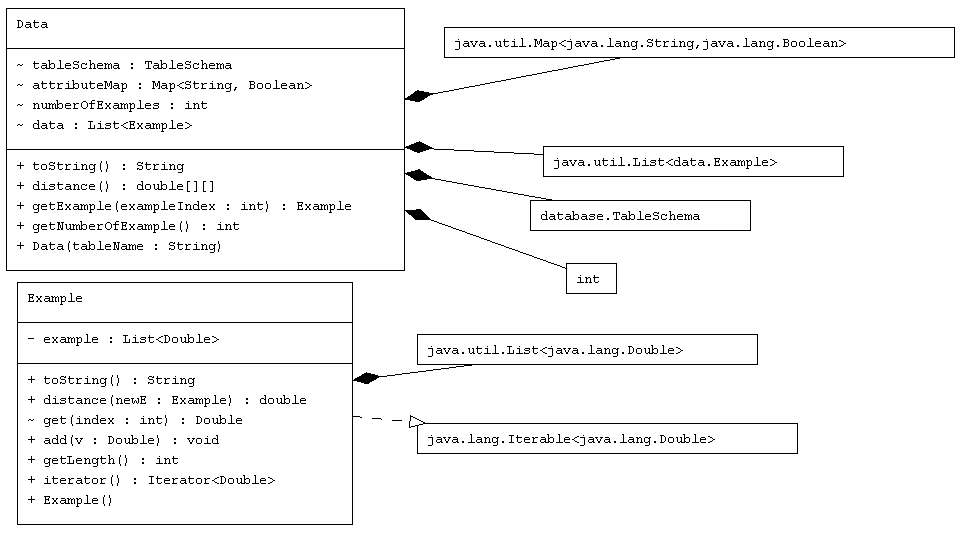 Data
~ tableSchema : TableSchema
~ attributeMap : Map<String, Boolean>
~ numberOfExamples : int
~ data : List<Example>
+ toString() : String
+ distance() : double[][]
+ getExample(exampleIndex : int) : Example
+ getNumberOfExample() : int
+ Data(tableName : String)
java.util.Map<java.lang.String,java.lang.Boolean>
java.util.List<data.Example>
database.TableSchema
int
Example
- example : List<Double>
+ toString() : String
+ distance(newE : Example) : double
~ get(index : int) : Double
+ add(v : Double) : void
+ getLength() : int
+ iterator() : Iterator<Double>
+ Example()
java.util.List<java.lang.Double>
java.lang.Iterable<java.lang.Double>